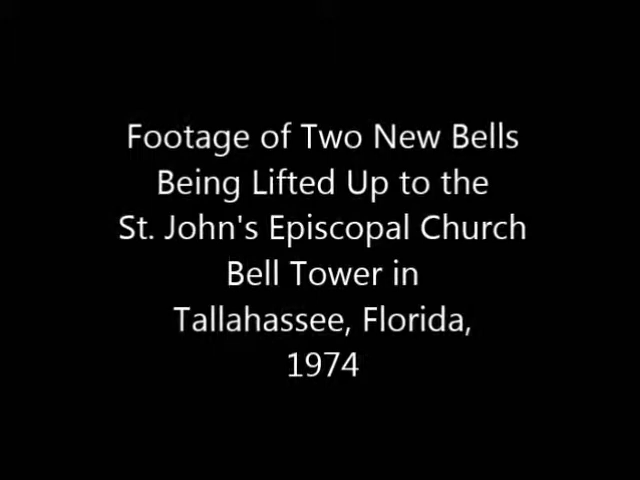 Footage of Two New Bells
Being Lifted Up to the
St. John's Episcopal Church
Bell Tower in
Tallahassee, Florida,
1974